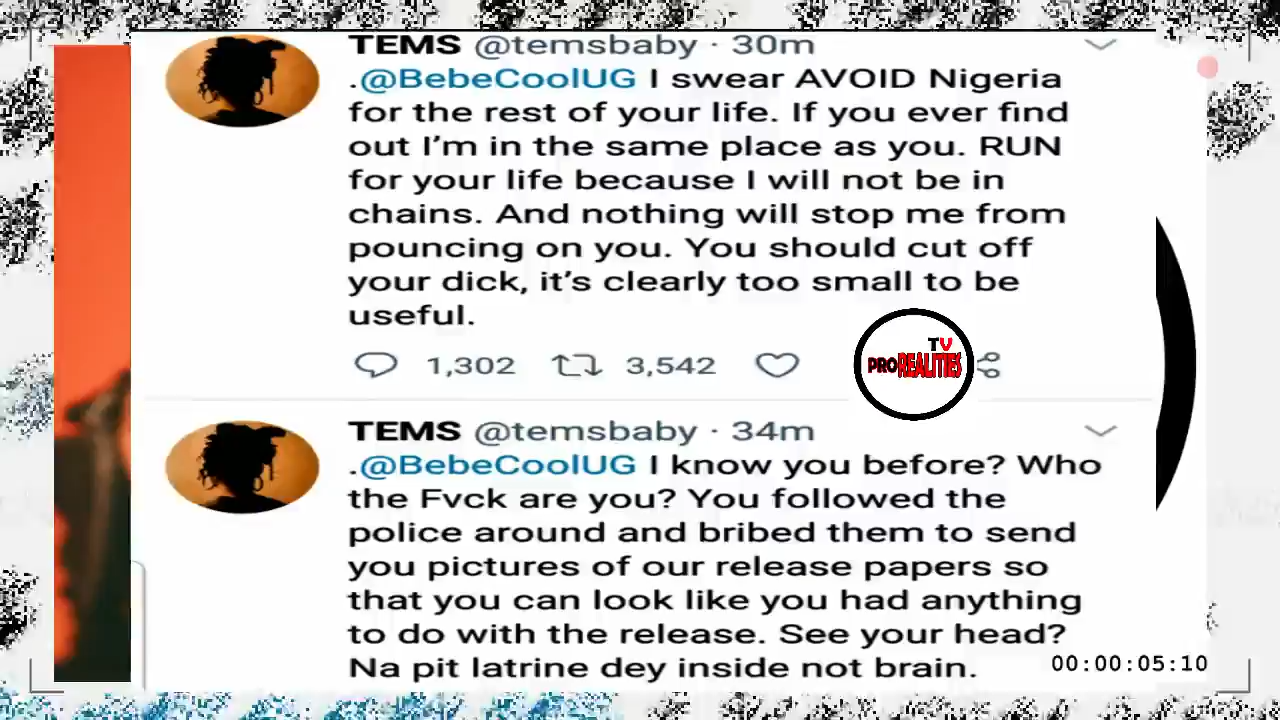 TEMS @temsbaby · 30m
.@BebeCoolUG I swear AVOID Nigeria
for the rest of your life. If you ever find
out I'm in the same place as you. RUN
for your life because I will not be in
chains. And nothing will stop me from
pouncing on you. You should cut off
your dick, it's clearly too small to be
useful.
1,302 3,542
TV
PROREALITIES
TEMS @temsbaby · 34m
.@BebeCoolUG I know you before? Who
the Fvck are you? You followed the
police around and bribed them to send
you pictures of our release papers so
that you can look like you had anything
to do with the release. See your head?
Na pit latrine dey inside not brain.
00:00:05:10